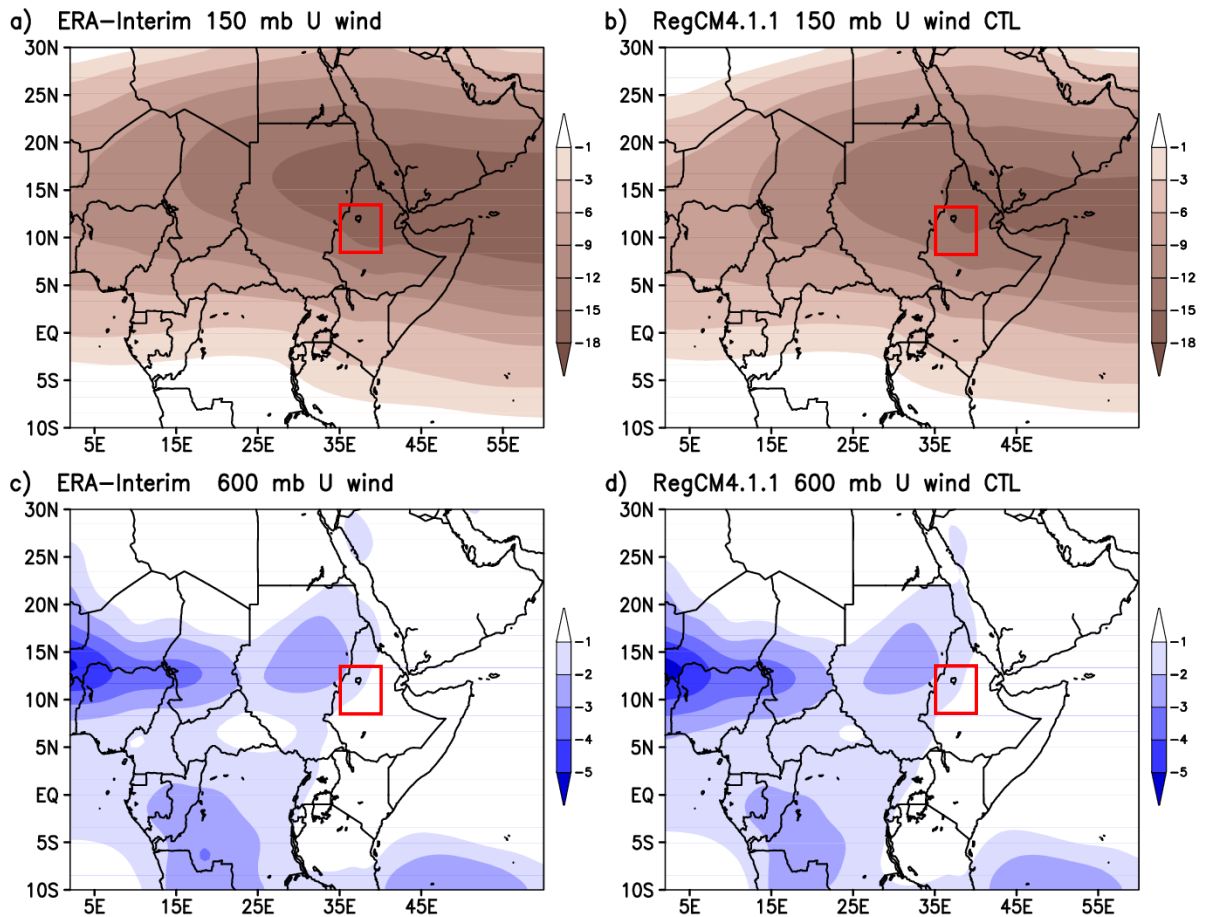 a) ERA-Interim 150 mb U wind
30N
25N
20N
15N
10N
5N
EQ
5S
10S
5E 15E 25E 35E 45E 55E
-1
-3
-6
-9
-12
-15
-18
b) RegCM4.1.1 150 mb U wind CTL
30N
25N
20N
15N
10N
5N
EQ
5S
10S
5E 15E 25E 35E 45E
-1
-3
-6
-9
-12
-15
-18
c) ERA-Interim 600 mb U wind
30N
25N
20N
15N
10N
5N
EQ
5S
10S
5E 15E 25E 35E 45E 55E
-1
-2
-3
-4
-5
d) RegCM4.1.1 600 mb U wind CTL
30N
25N
20N
15N
10N
5N
EQ
5S
10S
5E 15E 25E 35E 45E 55E
-1
-2
-3
-4
-5